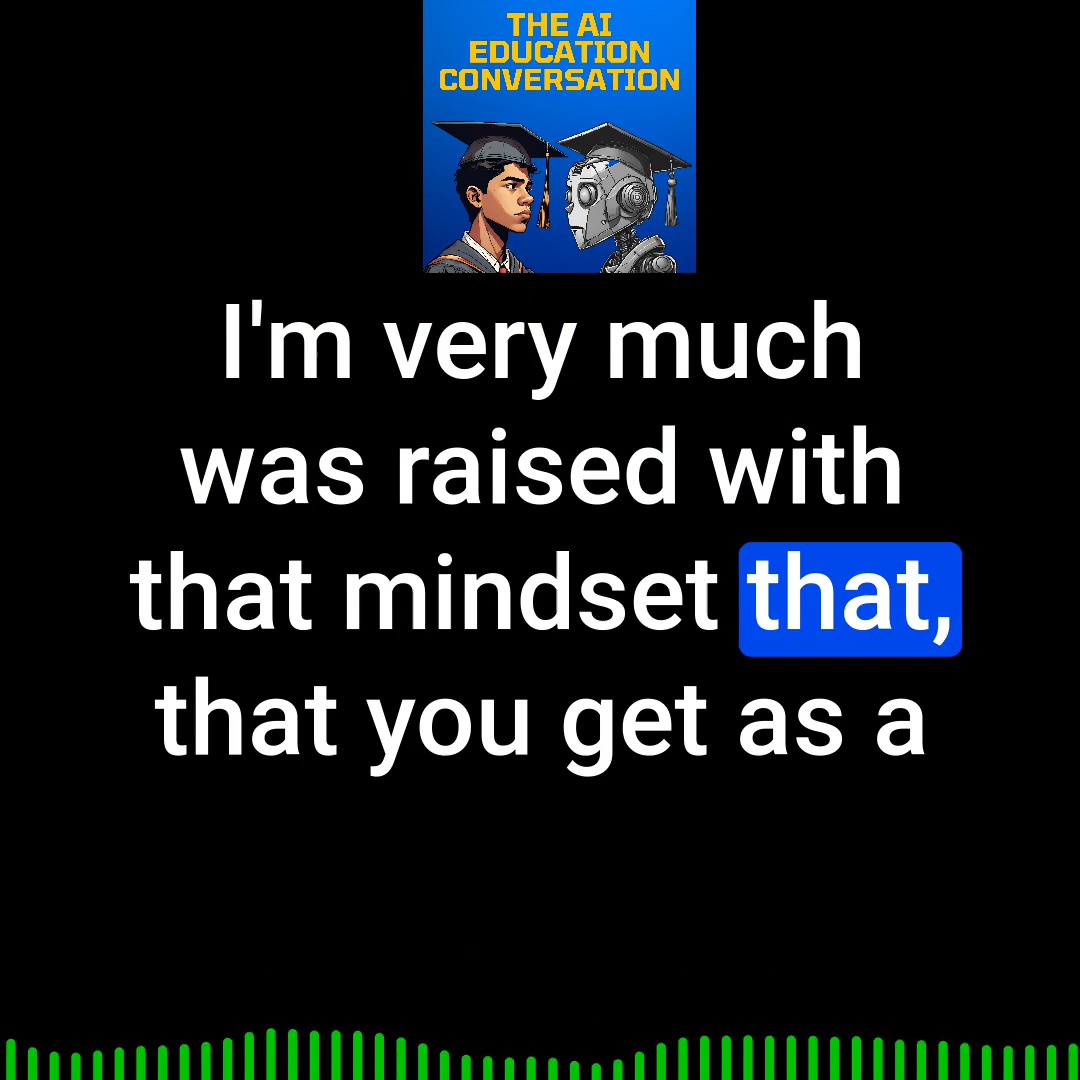 THE AI
EDUCATION
CONVERSATION
I'm very much
was raised with
that mindset that,
that you get as a